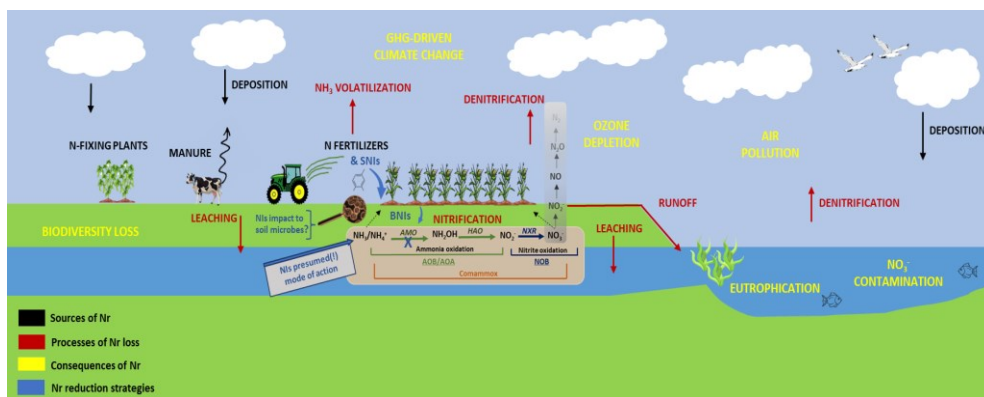 GHG-DRIVEN
CLIMATE CHANGE
DEPOSITION
NH₃ VOLATILIZATION
DENITRIFICATION
N₂
N₂O
NO
NO₂⁻
OZONE
DEPLETION
AIR
POLLUTION
DEPOSITION
N-FIXING PLANTS
MANURE
N FERTILIZERS
& SNIs
BNIs
RUNOFF
DENITRIFICATION
BIODIVERSITY LOSS
LEACHING
NIs impact to
soil microbes?
NITRIFICATION
NH₃/NH₄⁺
AMO
NH₂OH
HAO
NO₂⁻
NXR
NO₃⁻
Ammonia oxidation
Nitrite oxidation
AOB/AOA
NOB
Comammox
NIs presumed(!)
mode of action
LEACHING
EUTROPHICATION
NO₃⁻
CONTAMINATION
Sources of Nr
Processes of Nr loss
Consequences of Nr
Nr reduction strategies